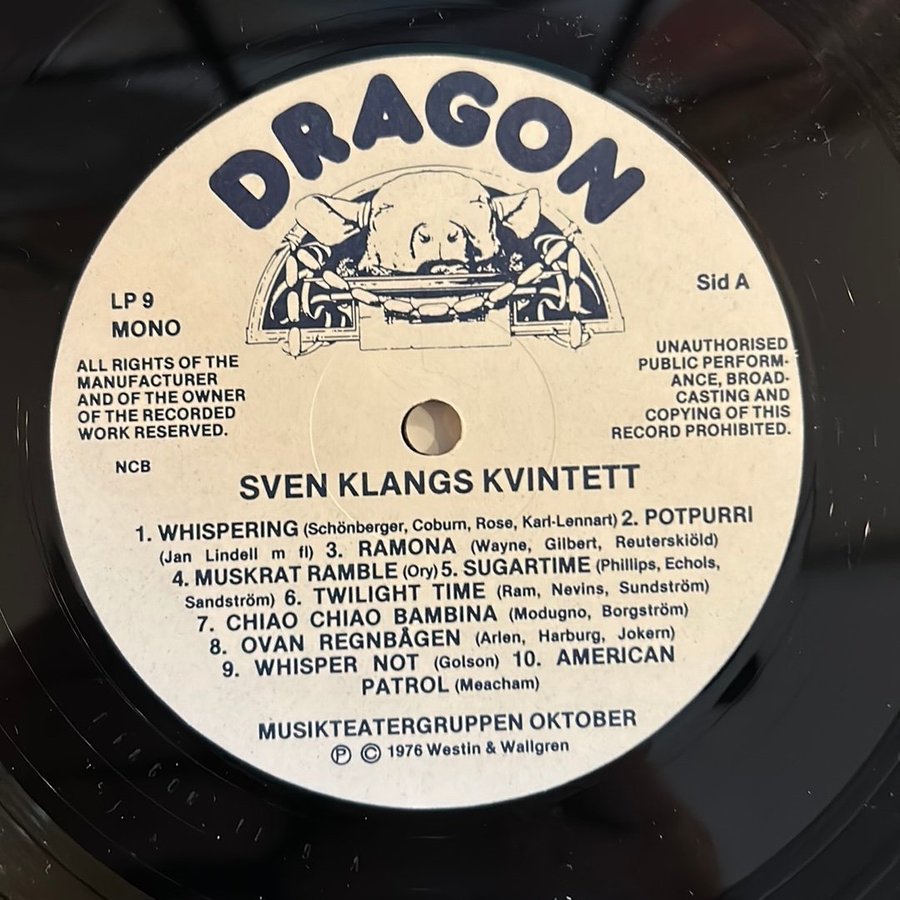 DRAGON
LP 9
MONO
Sid A
ALL RIGHTS OF THE
MANUFACTURER
AND OF THE OWNER
OF THE RECORDED
WORK RESERVED.
UNAUTHORISED
PUBLIC PERFORM-
ANCE, BROAD-
CASTING AND
COPYING OF THIS
RECORD PROHIBITED.
NCB
SVEN KLANGS KVINTETT
1. WHISPERING (Schönberger, Coburn, Rose, Karl-Lennart) 2. POTPURRI
(Jan Lindell m fl) 3. RAMONA (Wayne, Gilbert, Reuterskiöld)
4. MUSKRAT RAMBLE (Ory) 5. SUGARTIME (Phillips, Echols,
Sandström) 6. TWILIGHT TIME (Ram, Nevins, Sundström)
7. CHIAO CHIAO BAMBINA (Modugno, Borgström)
8. OVAN REGNBÅGEN (Arlen, Harburg, Jokern)
9. WHISPER NOT (Golson) 10. AMERICAN
PATROL (Meacham)
MUSIKTEATERGRUPPEN OKTOBER
Ⓟ © 1976 Westin & Wallgren